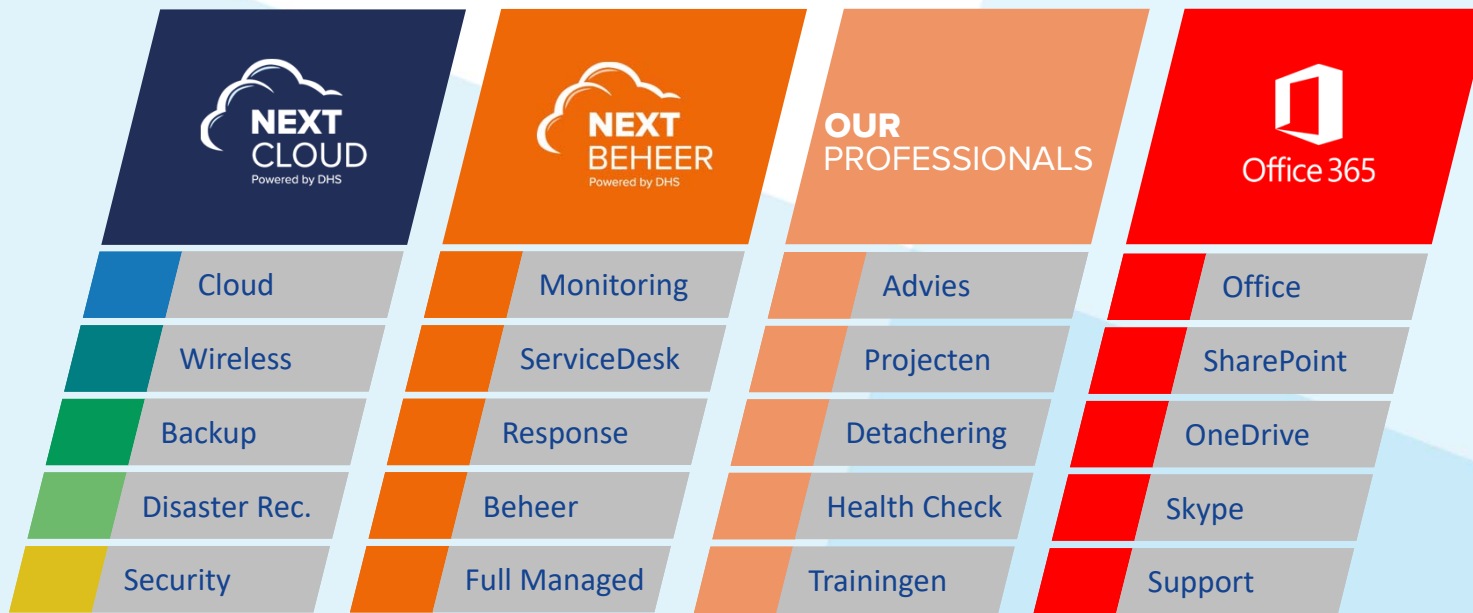 NEXT
CLOUD
Powered by DHS
Cloud
Wireless
Backup
Disaster Rec.
Security
NEXT
BEHEER
Powered by DHS
Monitoring
ServiceDesk
Response
Beheer
Full Managed
OUR
PROFESSIONALS
Advies
Projecten
Detachering
Health Check
Trainingen
Office 365
Office
SharePoint
OneDrive
Skype
Support